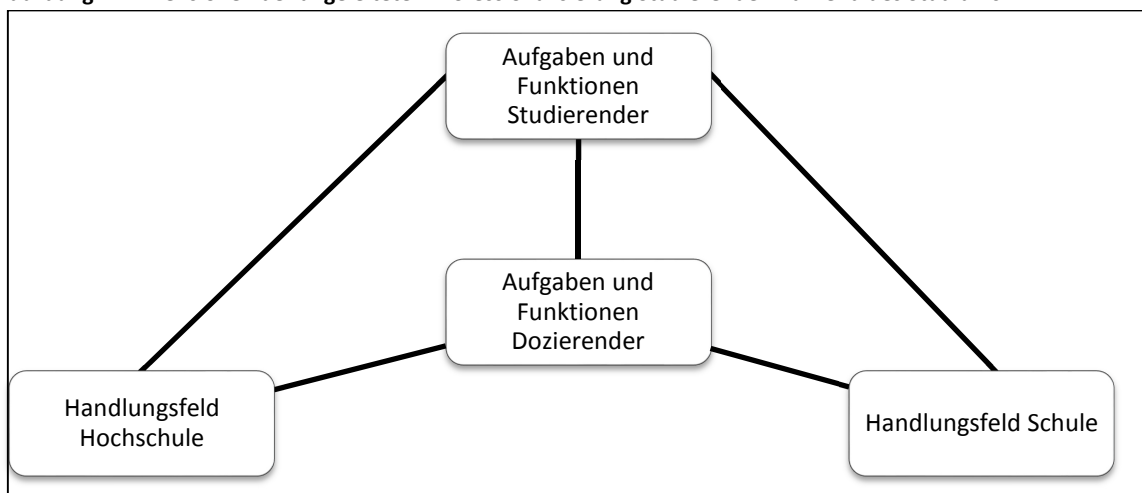 Aufgaben und
Funktionen
Studierender
Aufgaben und
Funktionen
Dozierender
Handlungsfeld
Hochschule
Handlungsfeld Schule